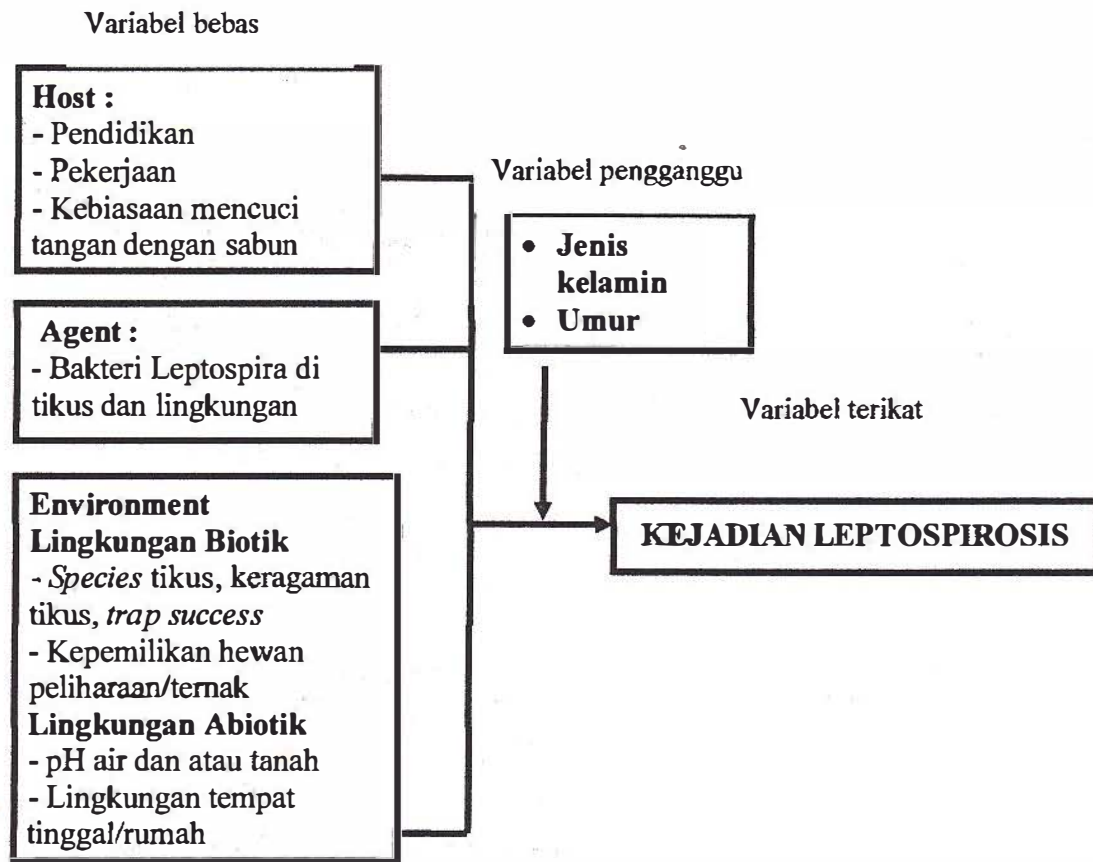 Variabel bebas
Host :
- Pendidikan
- Pekerjaan
- Kebiasaan mencuci
tangan dengan sabun
Variabel pengganggu
• Jenis
kelamin
• Umur
Agent :
- Bakteri Leptospira di
tikus dan lingkungan
Variabel terikat
Environment
Lingkungan Biotik
- Species tikus, keragaman
tikus, trap success
- Kepemilikan hewan
peliharaan/ternak
Lingkungan Abiotik
- pH air dan atau tanah
- Lingkungan tempat
tinggal/rumah
KEJADIAN LEPTOSPIROSIS